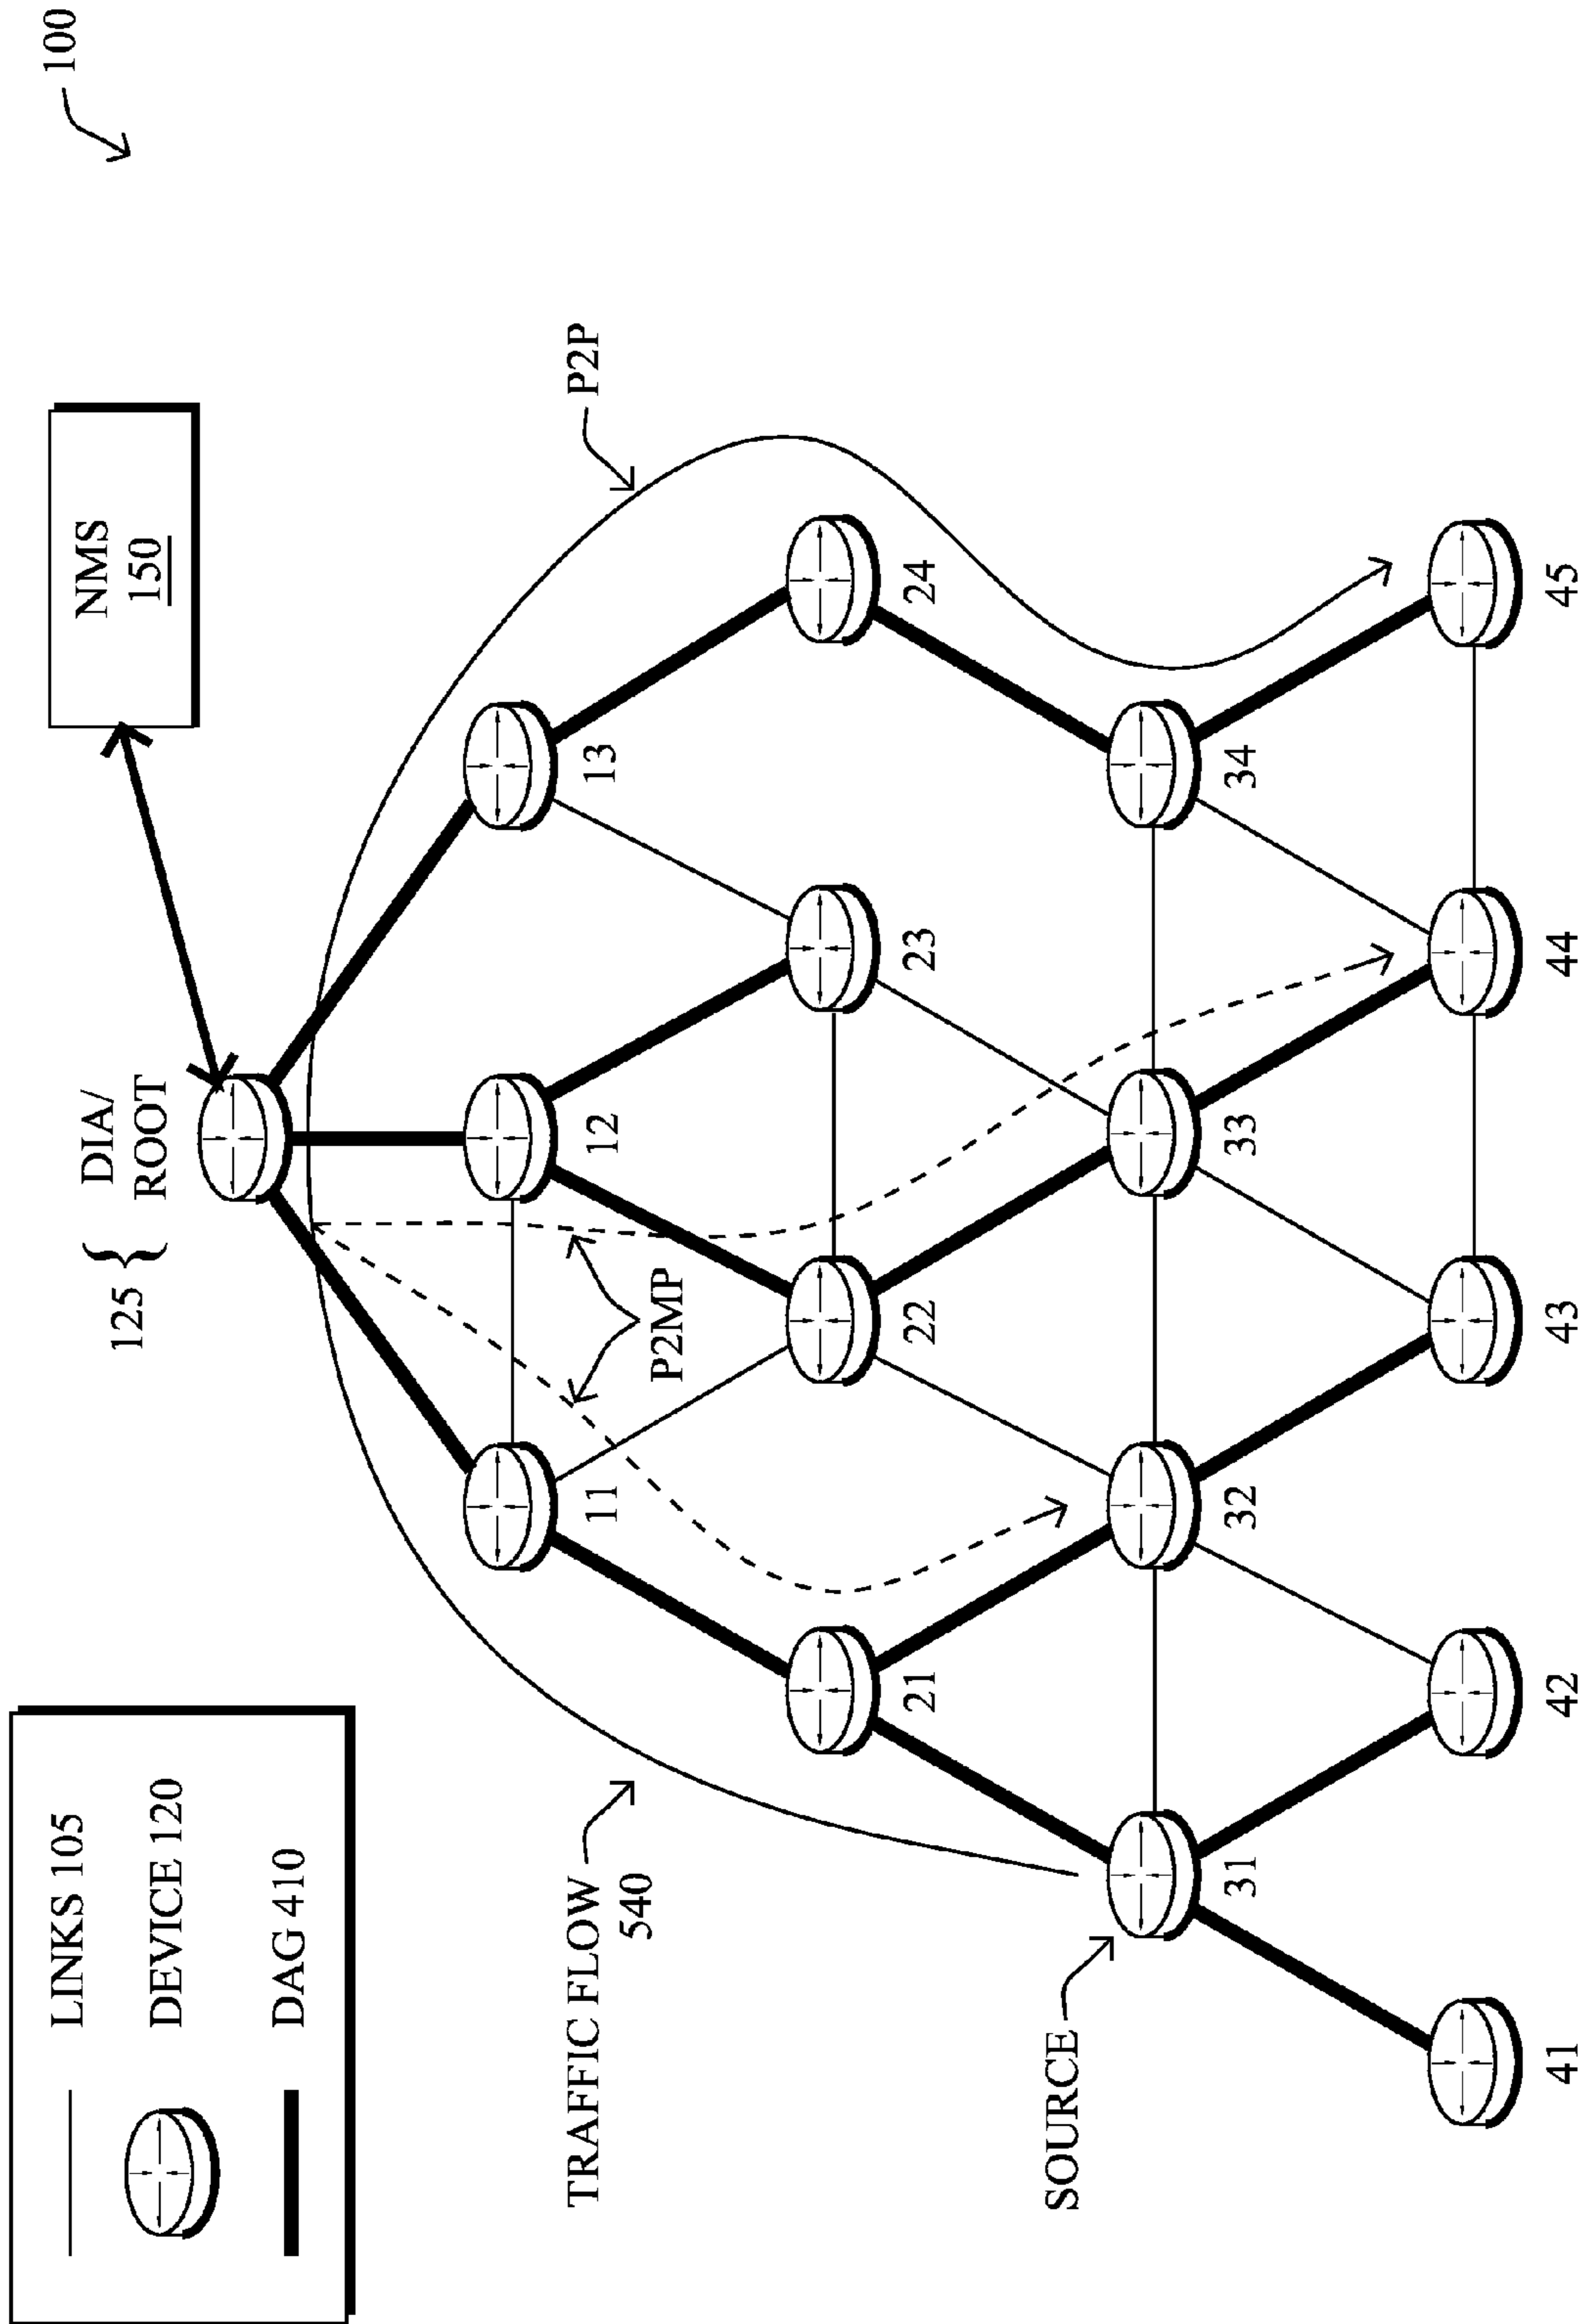 100
LINKS 105
DEVICE 120
DAG 410
125 { DIA/
ROOT
NMS
150
TRAFFIC FLOW
540
P2P
P2MP
11
12
13
21
22
23
24
SOURCE
31
32
33
34
41
42
43
44
45